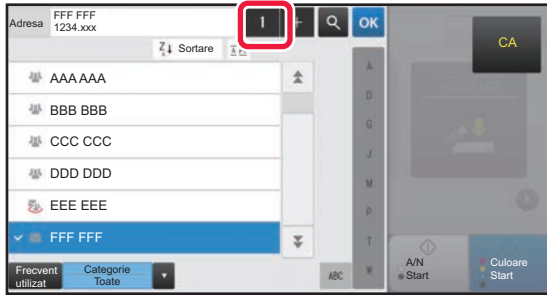 Adresa
FFF FFF
1234.xxx
1
+
OK
CA
Sortare
AAA AAA
BBB BBB
CCC CCC
DDD DDD
EEE EEE
FFF FFF
A
D
G
J
M
P
T
W
ABC
Frecvent
utilizat
Categorie
Toate
A/N
Start
Culoare
Start